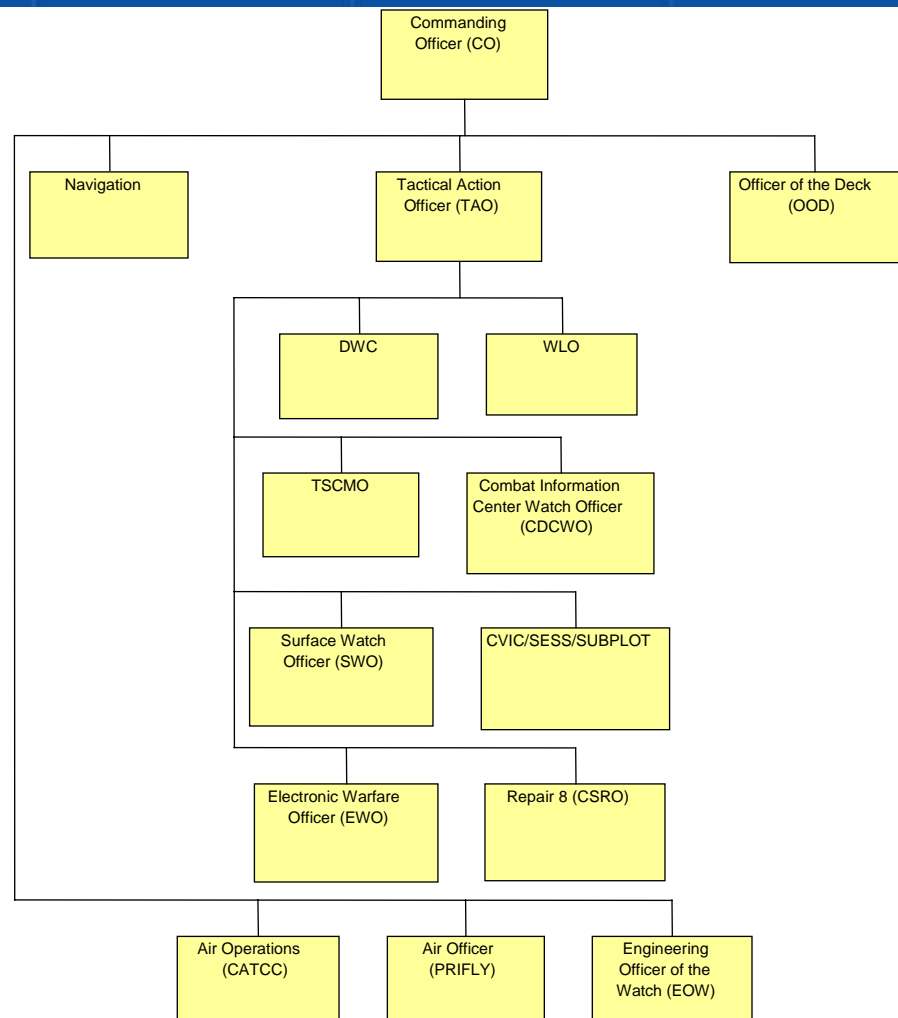 Commanding
Officer (CO)
Navigation
Tactical Action
Officer (TAO)
Officer of the Deck
(OOD)
DWC
WLO
TSCMO
Combat Information
Center Watch Officer
(CDCWO)
Surface Watch
Officer (SWO)
CVIC/SESS/SUBPLOT
Electronic Warfare
Officer (EWO)
Repair 8 (CSRO)
Air Operations
(CATCC)
Air Officer
(PRIFLY)
Engineering
Officer of the
Watch (EOW)